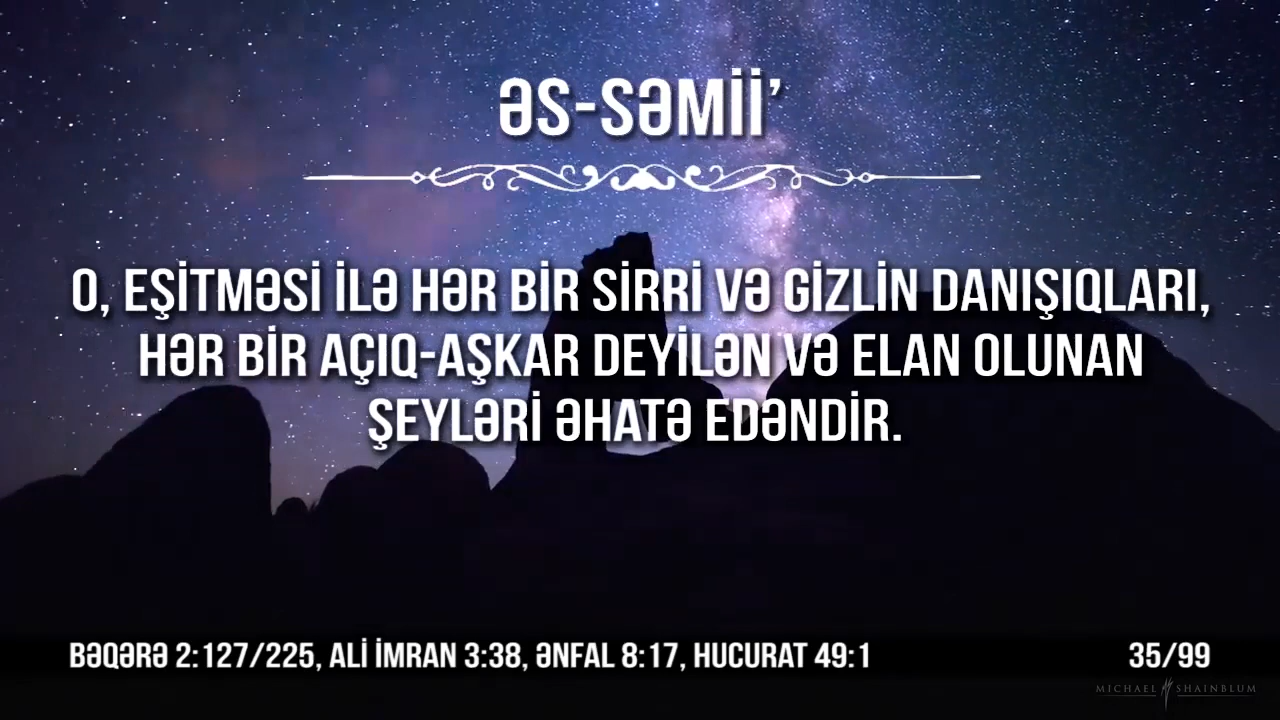 ƏS-SƏMİİ’
O, EŞİTMƏSİ İLƏ HƏR BİR SİRRİ VƏ GİZLİN DANIŞIQLARI,
HƏR BİR AÇIQ-AŞKAR DEYİLƏN VƏ ELAN OLUNAN
ŞEYLƏRİ ƏHATƏ EDƏNDİR.
BƏQƏRƏ 2:127/225, ALİ İMRAN 3:38, ƏNFAL 8:17, HUCURAT 49:1
35/99
MICHAEL SHAINBLUM